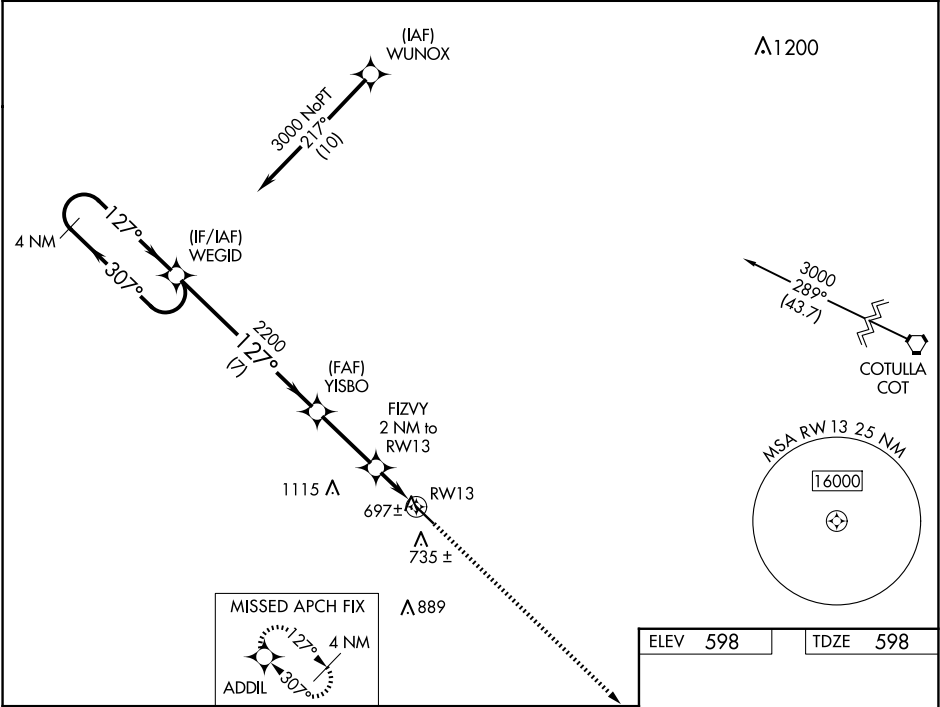 (IAF)
WUNOX
1200
3000 NoPT
217°
(10)
4 NM
127°
307°
(IF/IAF)
WEGID
2200
127°
(7)
(FAF)
YISBO
FIZVY
2 NM to
RW13
1115
697±
RW13
735 ±
889
3000
289°
(43.7)
COTULLA
COT
MSA RW 13 25 NM
16000
MISSED APCH FIX
127°
4 NM
307°
ADDIL
ELEV 598
TDZE 598